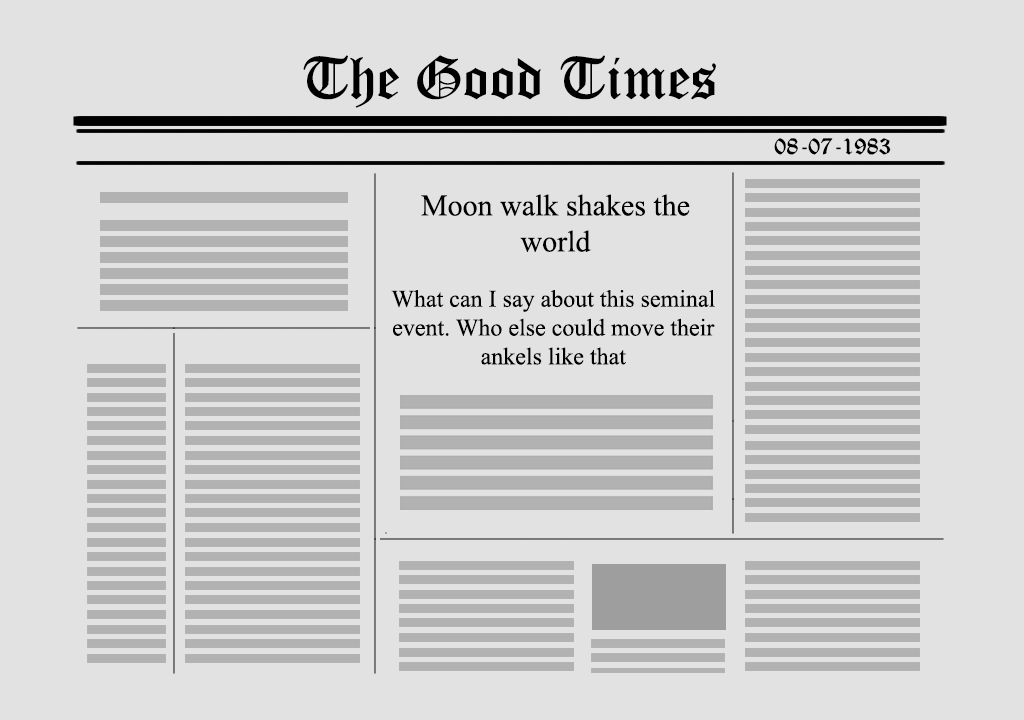 The Good Times
08-07-1983
Moon walk shakes the
world
What can I say about this seminal
event. Who else could move their
ankels like that